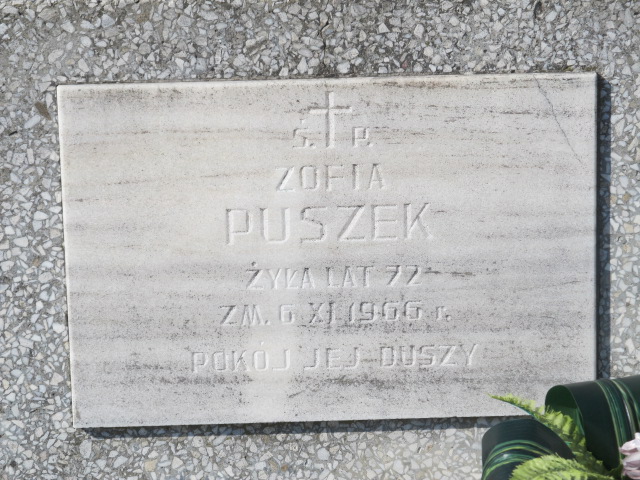 Ś. P.
ZOFIA
PUSZEK
ŻYŁA LAT 72
ZM. 6 XI 1966 r.
POKÓJ JEJ DUSZY